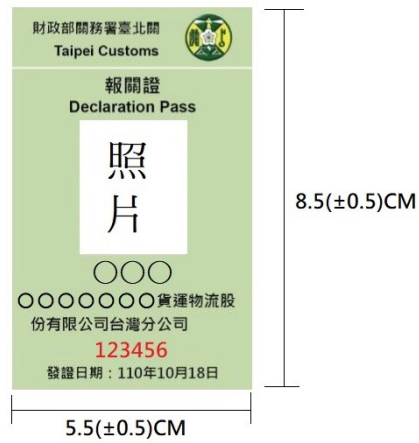 財政部關務署臺北關
Taipei Customs
報關證
Declaration Pass
照
片
〇〇〇
〇〇〇〇〇〇〇貨運物流股
份有限公司台灣分公司
123456
發證日期：110年10月18日
8.5(±0.5)CM
5.5(±0.5)CM